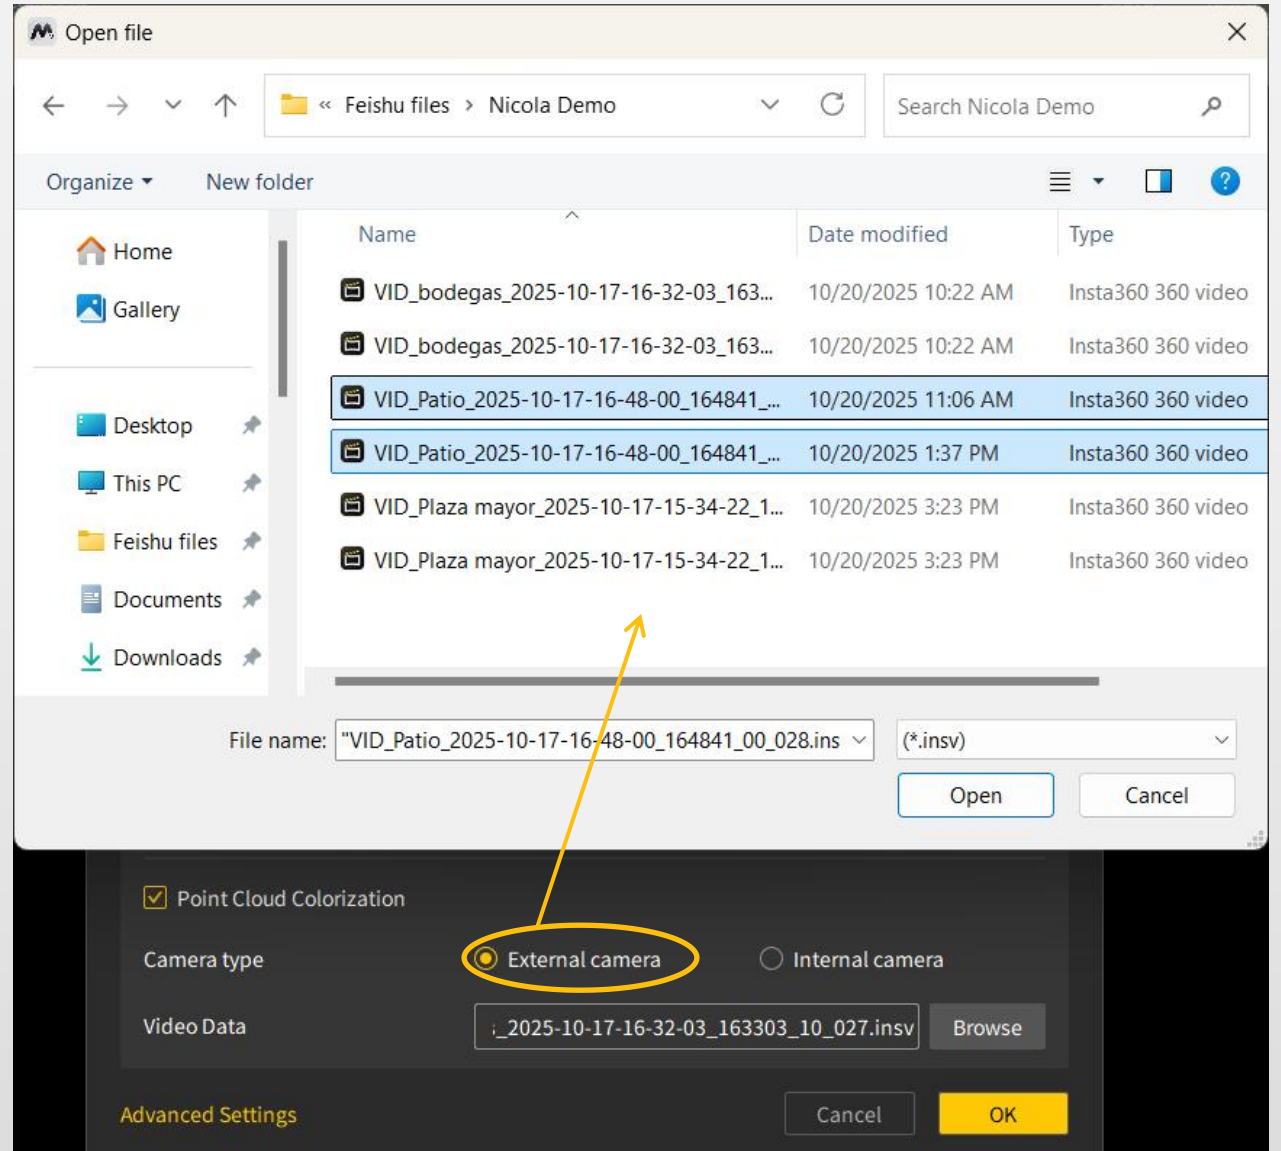 Open file
« Feishu files > Nicola Demo
Search Nicola Demo
Organize
New folder
Name
Date modified
Type
Home
Gallery
Desktop
This PC
Feishu files
Documents
Downloads
VID_bodegas_2025-10-17-16-32-03_163... 10/20/2025 10:22 AM Insta360 360 video
VID_bodegas_2025-10-17-16-32-03_163... 10/20/2025 10:22 AM Insta360 360 video
VID_Patio_2025-10-17-16-48-00_164841_... 10/20/2025 11:06 AM Insta360 360 video
VID_Patio_2025-10-17-16-48-00_164841_... 10/20/2025 1:37 PM Insta360 360 video
VID_Plaza mayor_2025-10-17-15-34-22_1... 10/20/2025 3:23 PM Insta360 360 video
VID_Plaza mayor_2025-10-17-15-34-22_1... 10/20/2025 3:23 PM Insta360 360 video
File name: "VID_Patio_2025-10-17-16-48-00_164841_00_028.ins (*.insv)
Open
Cancel
Point Cloud Colorization
Camera type
External camera
Internal camera
Video Data
_2025-10-17-16-32-03_163303_10_027.insv
Browse
Advanced Settings
Cancel
OK